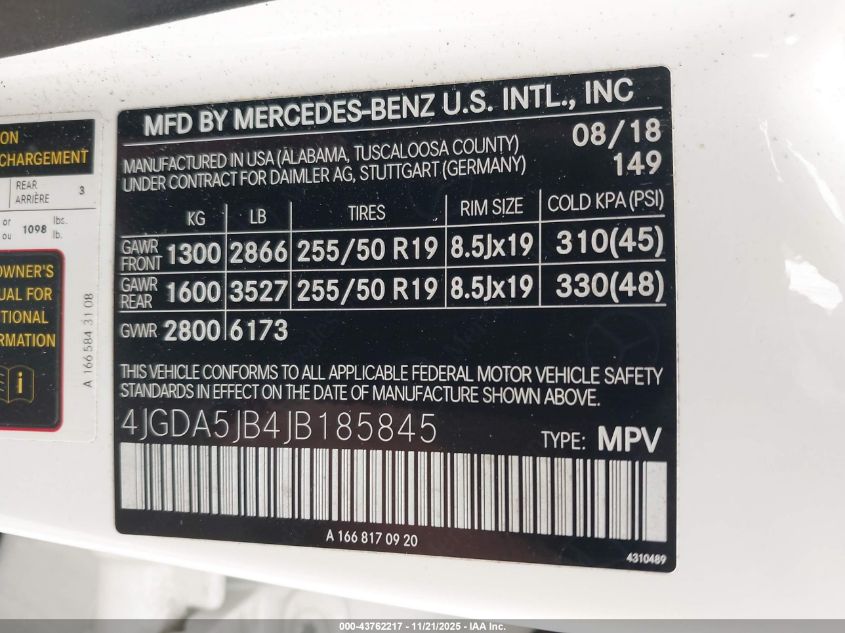 ON
CHARGEMENT
REAR
ARRIÈRE
3
or
ou
1098
lbs.
lb.
OWNER'S
UAL FOR
TIONAL
RMATION
A 166 584 31 08
MFD BY MERCEDES-BENZ U.S. INTL., INC
08/18
MANUFACTURED IN USA (ALABAMA, TUSCALOOSA COUNTY)
UNDER CONTRACT FOR DAIMLER AG, STUTTGART (GERMANY)
149
KG LB TIRES RIM SIZE COLD KPA (PSI)
GAWR FRONT 1300 2866 255/50 R19 8.5Jx19 310(45)
GAWR REAR 1600 3527 255/50 R19 8.5Jx19 330(48)
GVWR 2800 6173
THIS VEHICLE CONFORMS TO ALL APPLICABLE FEDERAL MOTOR VEHICLE SAFETY
STANDARDS IN EFFECT ON THE DATE OF MANUFACTURE SHOWN ABOVE.
4JGDA5JB4JB185845
TYPE: MPV
A 166 817 09 20
4310489
000-43762217 - 11/21/2025 - IAA Inc.